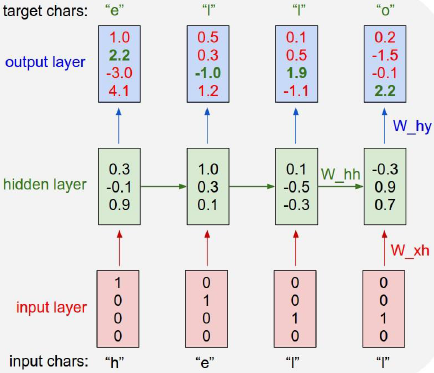 target chars: "e" "l" "l" "o"
output layer
1.0 0.5 0.1 0.2
2.2 0.3 0.5 -1.5
-3.0 -1.0 1.9 -0.1
4.1 1.2 -1.1 2.2
W_hy
hidden layer
0.3 1.0 0.1 -0.3
-0.1 0.3 -0.5 0.9
0.9 0.1 -0.3 0.7
W_hh
W_xh
input layer
1 0 0 0
0 1 0 0
0 0 1 1
0 0 0 0
input chars: "h" "e" "l" "l"